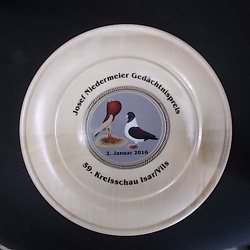 Josef Niedermeier Gedächtnispreis
2. Januar 2016
59. Kreisschau Isar/Vils